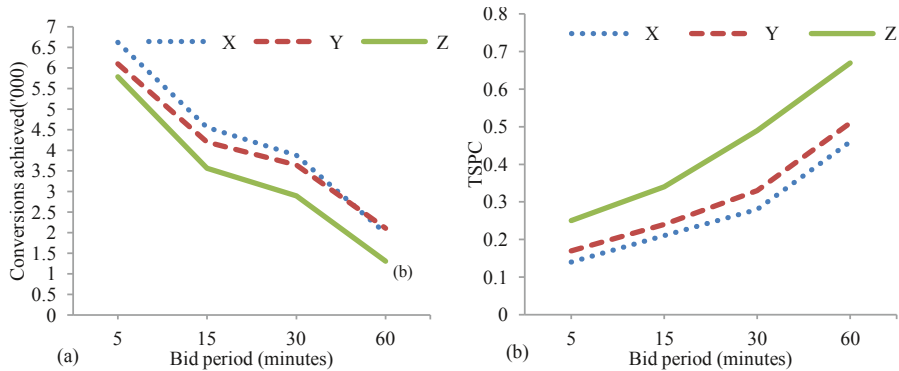 7
6.5
6
5.5
5
4.5
4
3.5
3
2.5
2
1.5
1
0.5
0
Conversions achieved('000)
X Y Z
(b)
5 15 30 60
(a) Bid period (minutes)
0.8
0.7
0.6
0.5
0.4
0.3
0.2
0.1
0
TSPC
X Y Z
5 15 30 60
(b) Bid period (minutes)